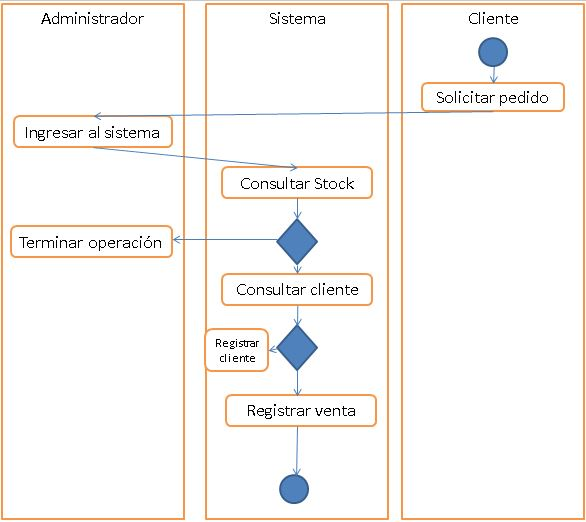 Administrador
Sistema
Cliente
Solicitar pedido
Ingresar al sistema
Consultar Stock
Terminar operación
Consultar cliente
Registrar
cliente
Registrar venta